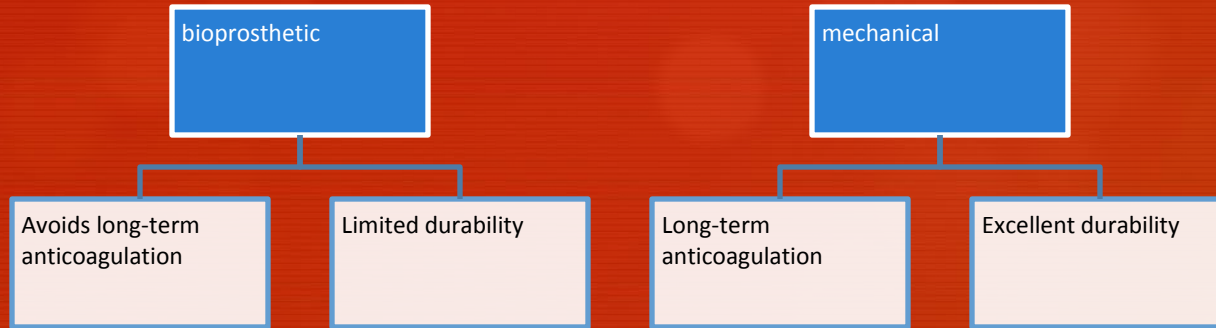 bioprosthetic
mechanical
Avoids long-term
anticoagulation
Limited durability
Long-term
anticoagulation
Excellent durability